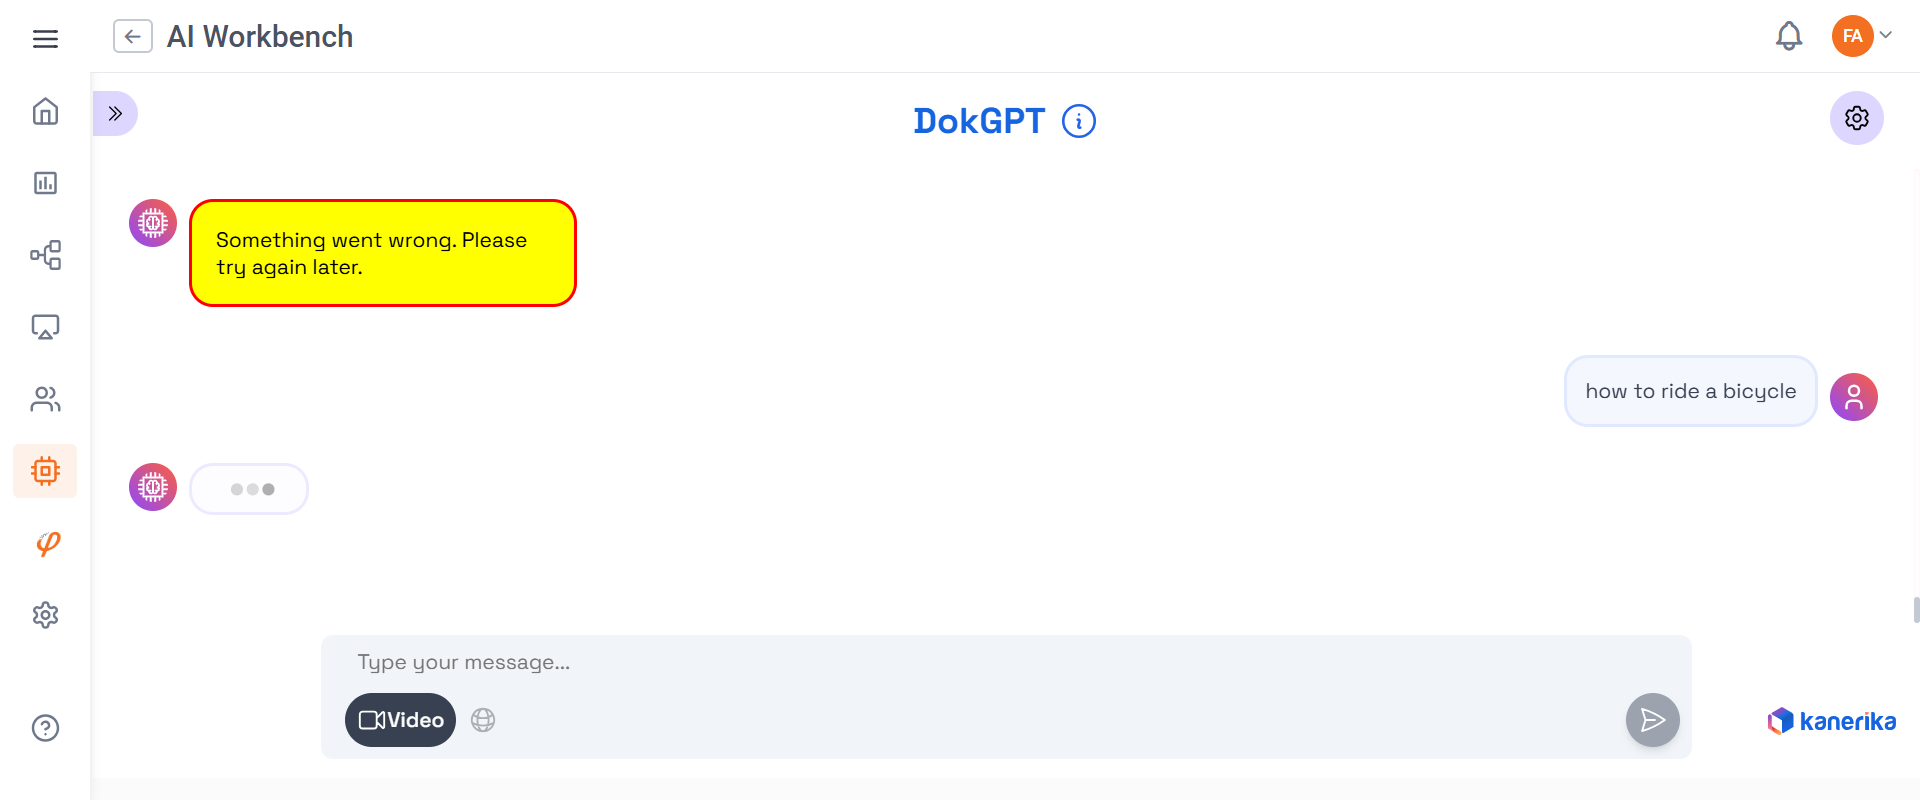 AI Workbench
FA
DokGPT
Something went wrong. Please
try again later.
how to ride a bicycle
Type your message...
Video
kanerika